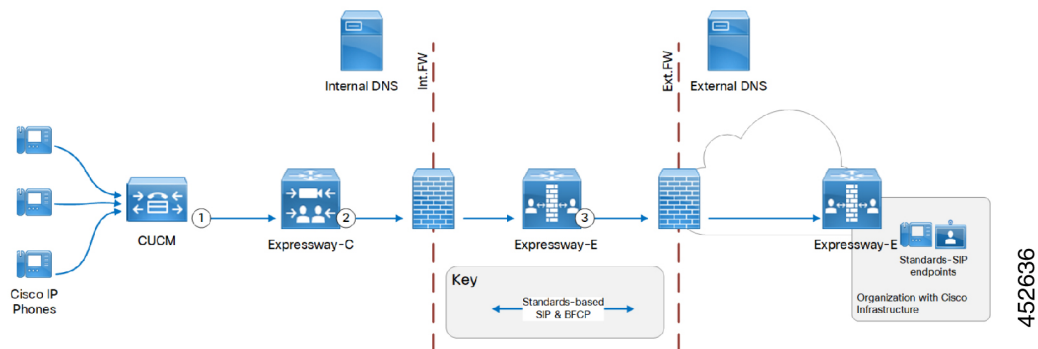 Internal DNS
Int.FW
Ext.FW
External DNS
Cisco IP
Phones
CUCM
1
Expressway-C
2
Expressway-E
3
Expressway-E
Standards-SIP
endpoints
Organization with Cisco
Infrastructure
Key
Standards-based
SIP & BFCP
452636